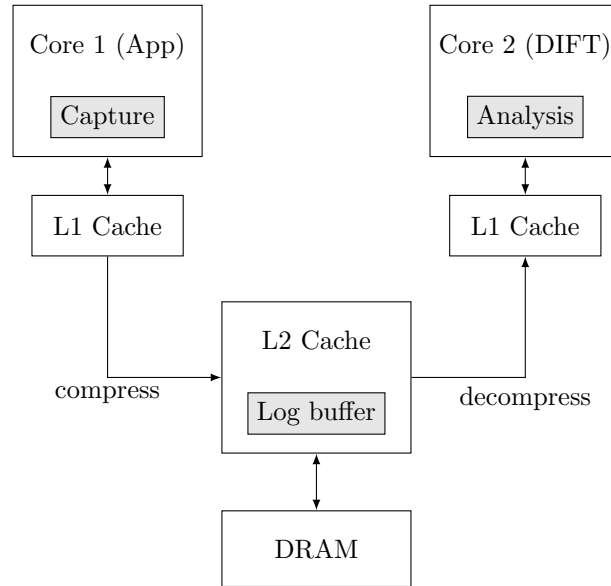 Core 1 (App)
Capture
L1 Cache
compress
Core 2 (DIFT)
Analysis
L1 Cache
decompress
L2 Cache
Log buffer
DRAM